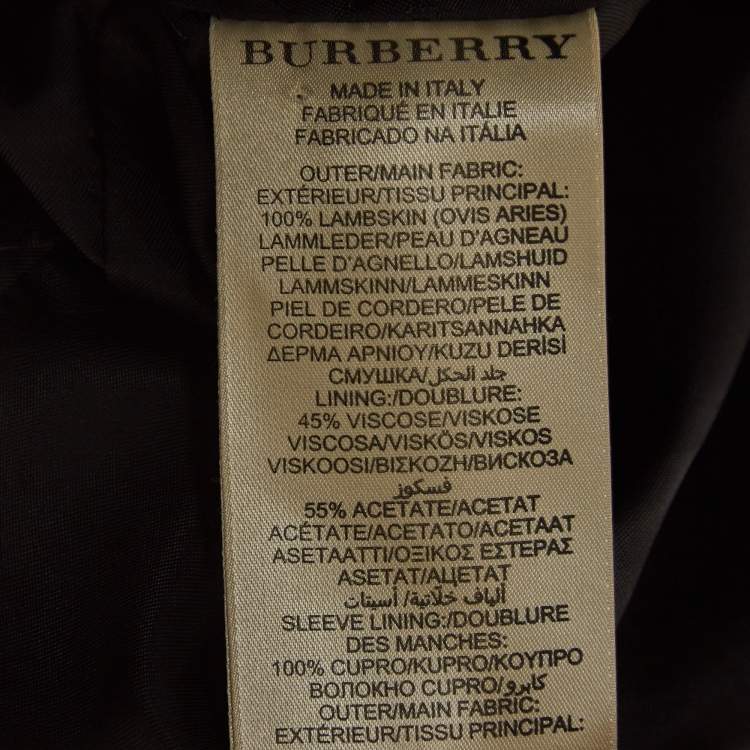 BURBERRY
MADE IN ITALY
FABRIQUÉ EN ITALIE
FABRICADO NA ITÁLIA
OUTER/MAIN FABRIC:
EXTÉRIEUR/TISSU PRINCIPAL:
100% LAMBSKIN (OVIS ARIES)
LAMMLEDER/PEAU D'AGNEAU
PELLE D'AGNELLO/LAMSHUID
LAMMSKINN/LAMMESKINN
PIEL DE CORDERO/PELE DE
CORDEIRO/KARITSANNAHKA
ΔΕΡΜΑ ΑΡΝΙΟΥ/KUZU DERİSİ
СМУШКА/جلد الحكل
LINING:/DOUBLURE:
45% VISCOSE/VISKOSE
VISCOSA/VISKÓS/VISKOS
VISKOOSI/ΒΙΣΚΟΖΗ/ВИСКОЗА
فسكوز
55% ACETATE/ACETAT
ACÉTATE/ACETATO/ACETAAT
ASETAATTI/ΟΞΙΚΟΣ ΕΣΤΕΡΑΣ
ASETAT/АЦЕТАТ
ألياف خلّاتية/ أسيتات
SLEEVE LINING:/DOUBLURE
DES MANCHES:
100% CUPRO/KUPRO/ΚΟΥΠΡΟ
ВОЛОКНО CUPRO/كابرو
OUTER/MAIN FABRIC:
EXTÉRIEUR/TISSU PRINCIPAL: